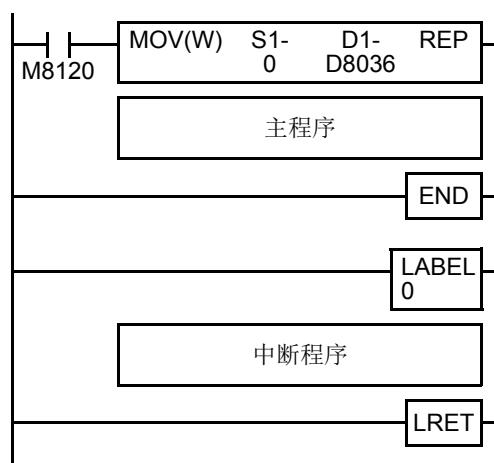 MOV(W) S1- D1- REP
0 D8036
M8120
主程序
END
LABEL
0
中断程序
LRET